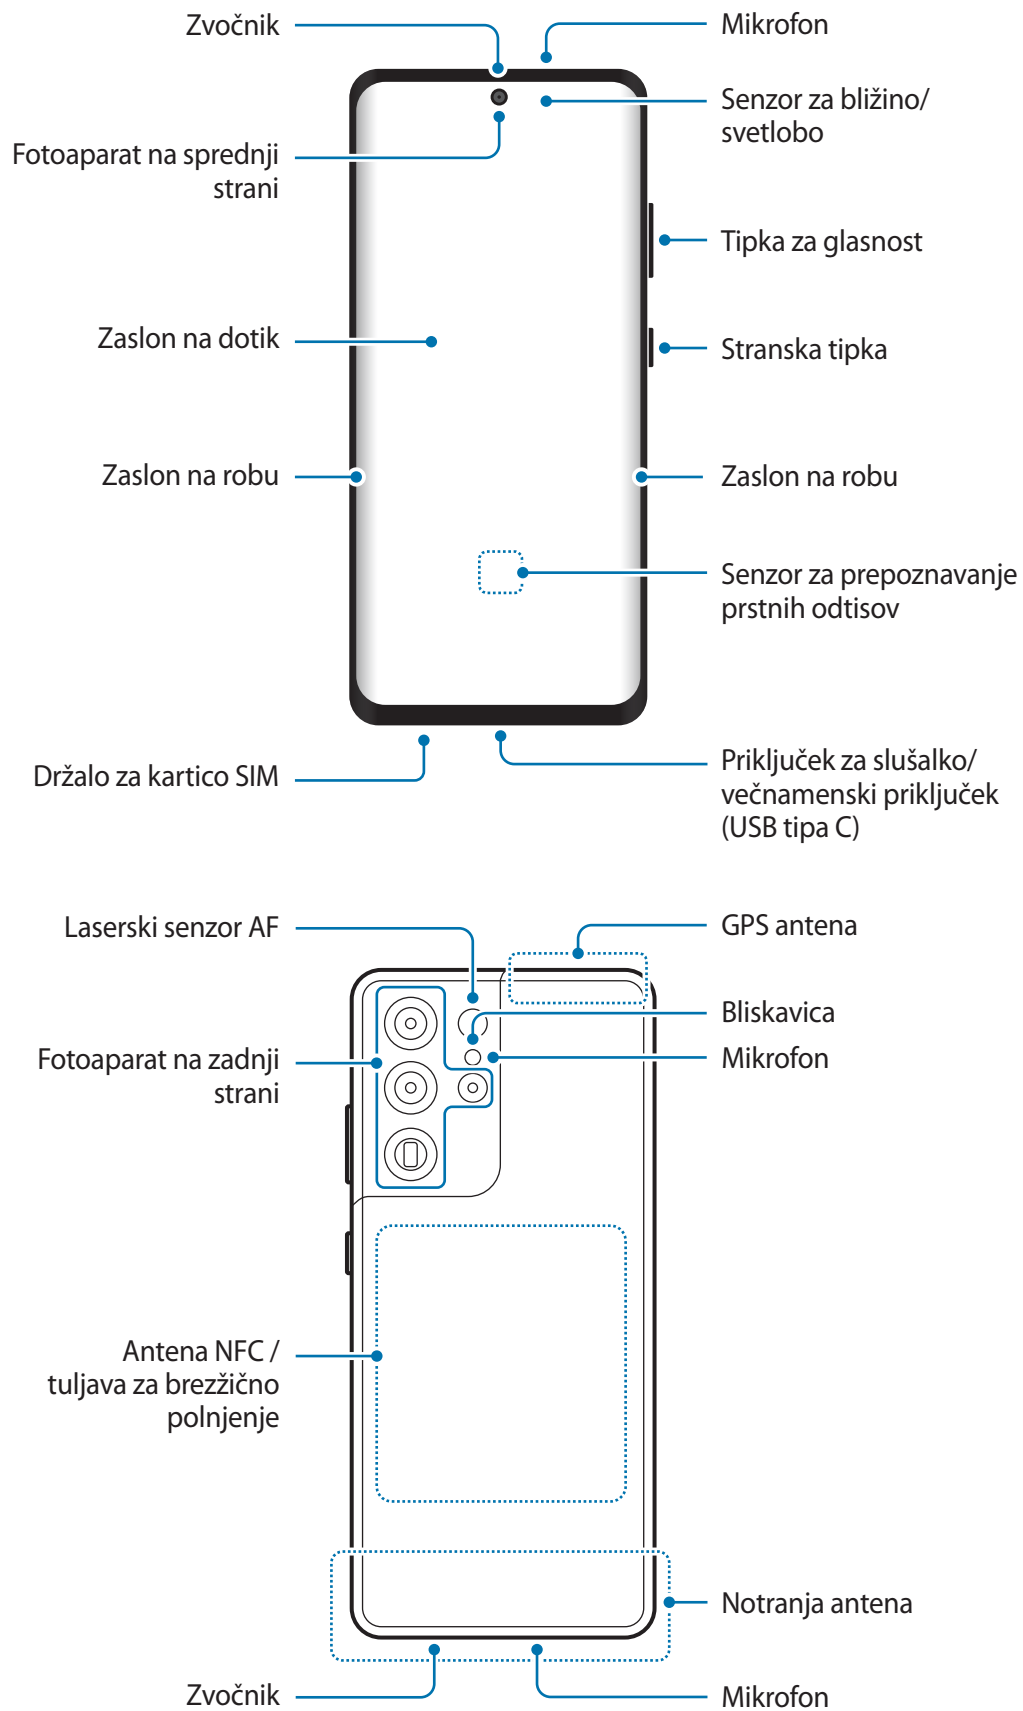 Zvočnik
Mikrofon
Senzor za bližino/
svetlobo
Fotoaparat na sprednji
strani
Tipka za glasnost
Zaslon na dotik
Stranska tipka
Zaslon na robu
Zaslon na robu
Senzor za prepoznavanje
prstnih odtisov
Držalo za kartico SIM
Priključek za slušalko/
večnamenski priključek
(USB tipa C)
Laserski senzor AF
GPS antena
Bliskavica
Fotoaparat na zadnji
strani
Mikrofon
Antena NFC /
tuljava za brezžično
polnjenje
Notranja antena
Zvočnik
Mikrofon